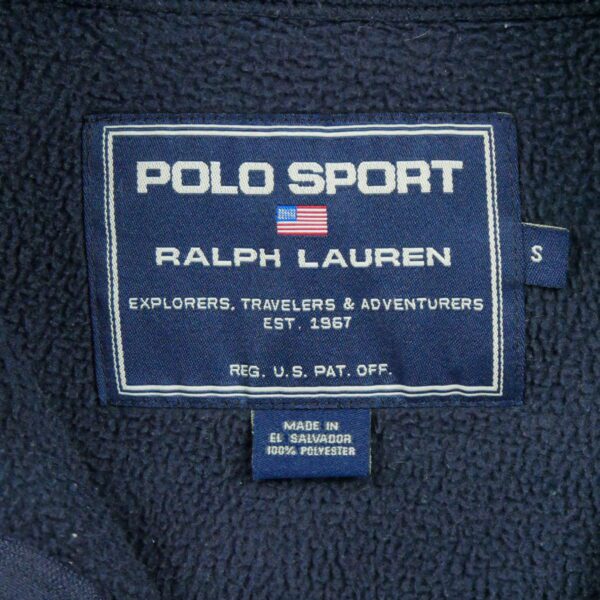 POLO SPORT
RALPH LAUREN
S
EXPLORERS, TRAVELERS & ADVENTURERS
EST. 1967
REG. U.S. PAT. OFF.
MADE IN
EL SALVADOR
100% POLYESTER